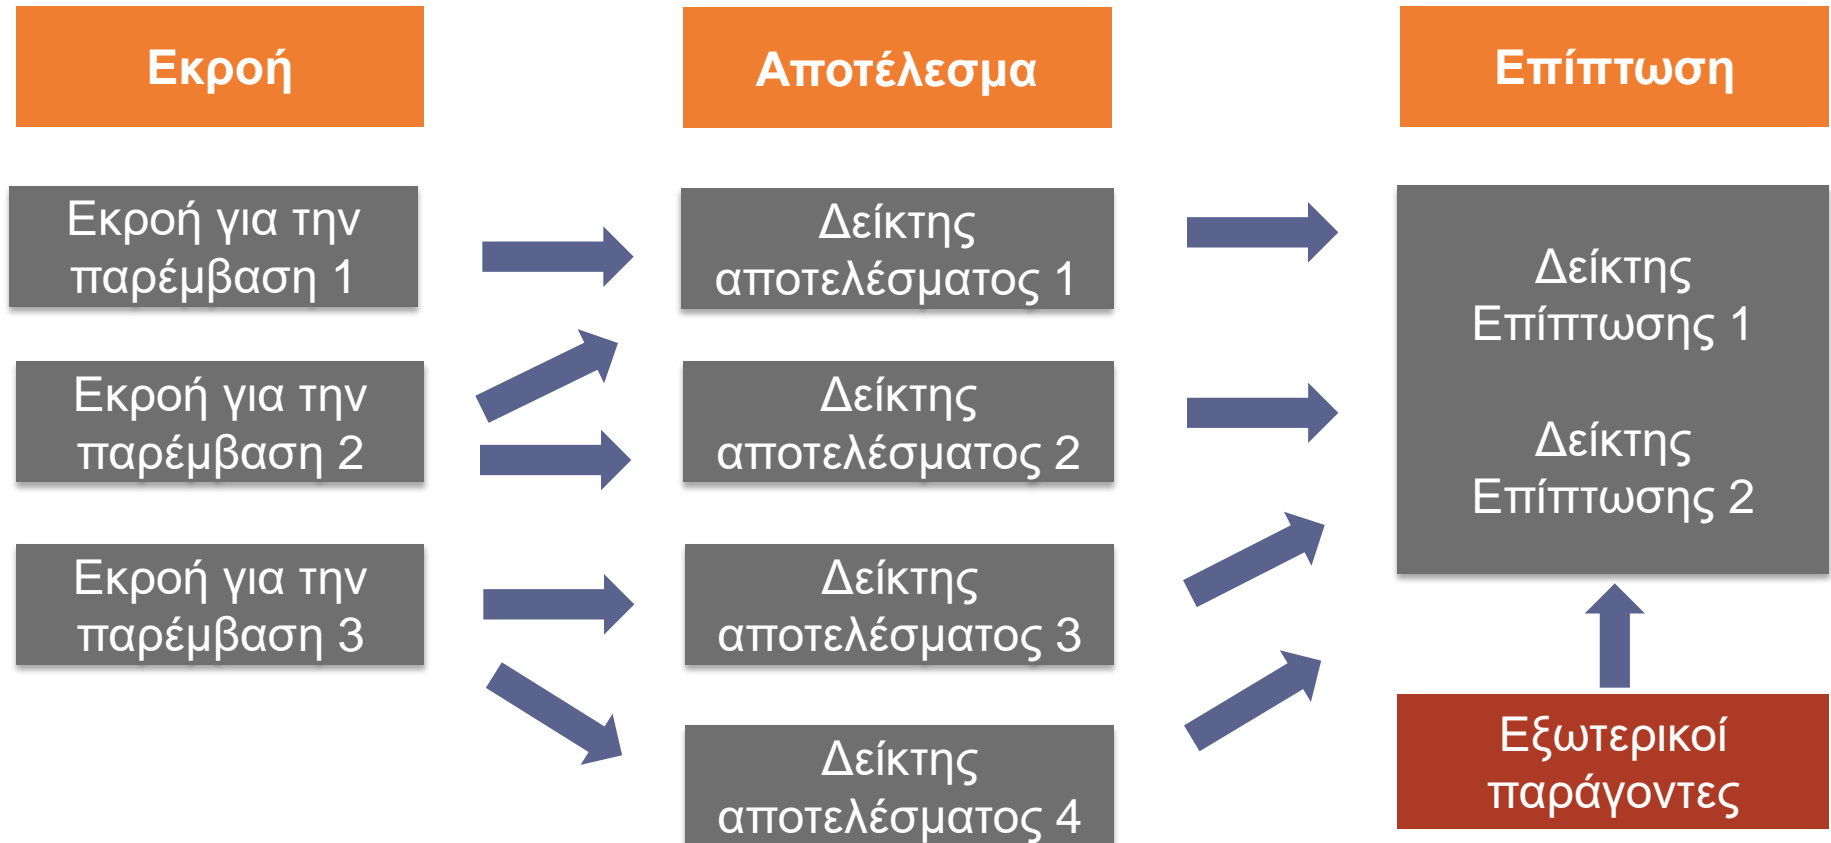 Εκροή
Αποτέλεσμα
Επίπτωση
Εκροή για την
παρέμβαση 1
Δείκτης
αποτελέσματος 1
Δείκτης
Επίπτωσης 1
Εκροή για την
παρέμβαση 2
Δείκτης
αποτελέσματος 2
Δείκτης
Επίπτωσης 2
Εκροή για την
παρέμβαση 3
Δείκτης
αποτελέσματος 3
Δείκτης
αποτελέσματος 4
Εξωτερικοί
παράγοντες